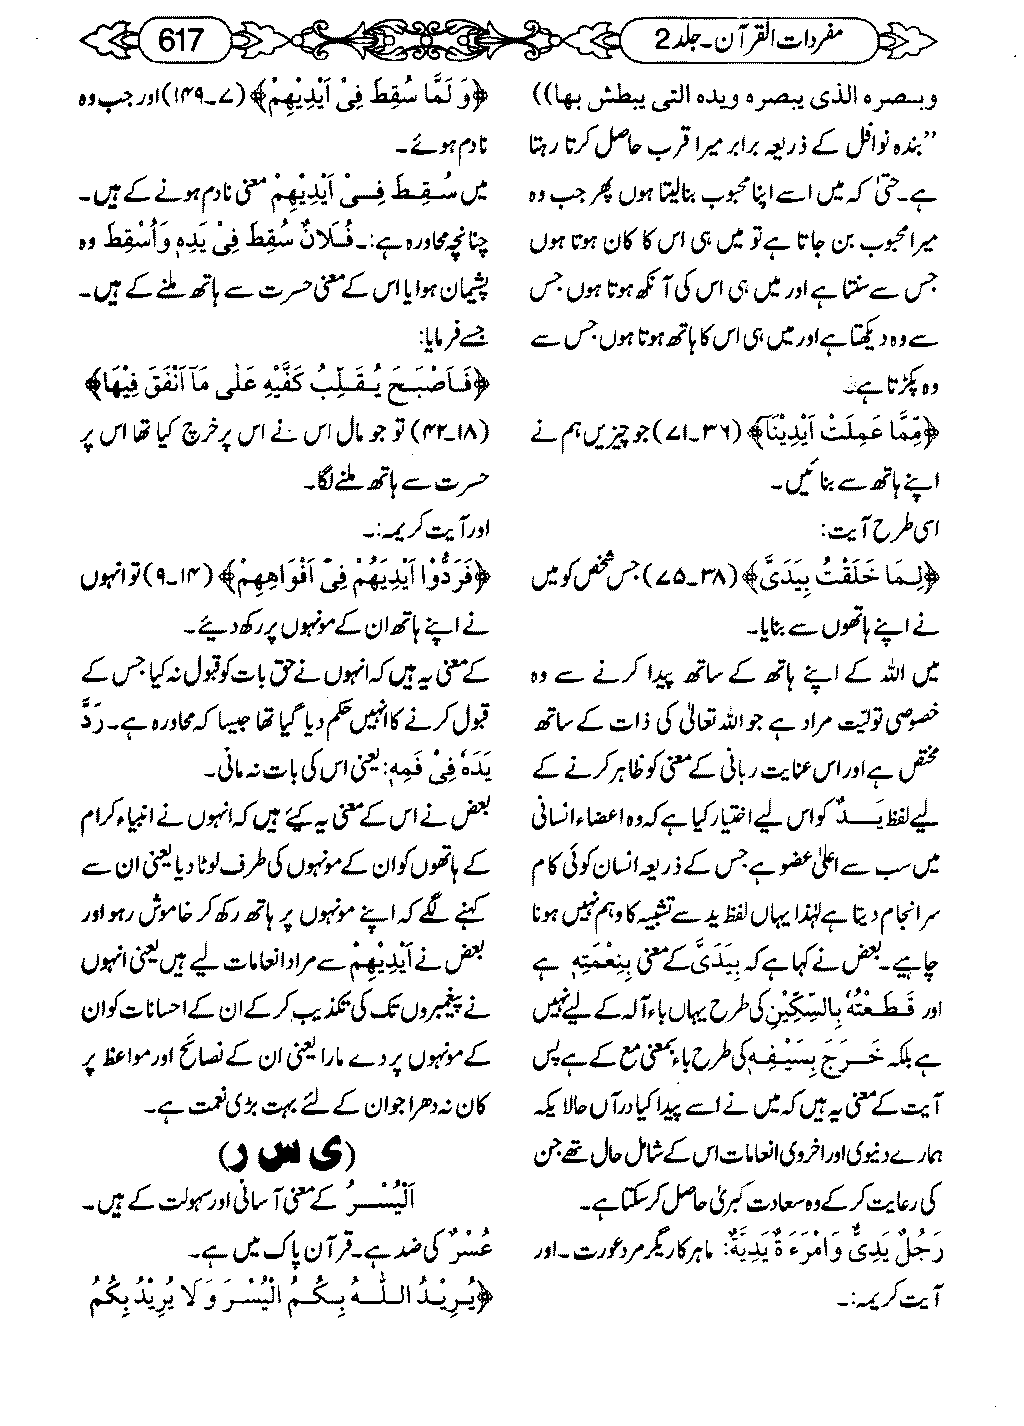 مفردات القرآن۔ جلد 2
617
وبصره الذی یبصره ویده التی یبطش بها))
”بندہ نوافل کے ذریعہ برابر میرا قرب حاصل کرتا رہتا
ہے۔ حتیٰ کہ میں اسے اپنا محبوب بنا لیتا ہوں پھر جب وہ
میرا محبوب بن جاتا ہے تو میں ہی اس کا کان ہوتا ہوں
جس سے سنتا ہے اور میں ہی اس کی آنکھ ہوتا ہوں جس
سے وہ دیکھتا ہے اور میں ہی اس کا ہاتھ ہوتا ہوں جس سے
وہ پکڑتا ہے۔
﴿مِمَّا عَمِلَتْ اَیْدِیْنَا﴾ (۳۶۔۷۱) جو چیزیں ہم نے
اپنے ہاتھ سے بنائیں۔
اسی طرح آیت:
﴿لِمَا خَلَقْتُ بِیَدَیَّ﴾ (۳۸۔۷۵) جس شخص کو میں
نے اپنے ہاتھوں سے بنایا۔
میں اللہ کے اپنے ہاتھ کے ساتھ پیدا کرنے سے وہ
خصوصی تولیت مراد ہے جو اللہ تعالیٰ کی ذات کے ساتھ
مختص ہے اور اس عنایت ربانی کے معنی کو ظاہر کرنے کے
لیے لفظ یَدٌ کو اس لیے اختیار کیا ہے کہ وہ اعضاء انسانی
میں سب سے اعلیٰ عضو ہے جس کے ذریعہ انسان کوئی کام
سرانجام دیتا ہے لہٰذا یہاں لفظ ید سے تشبیہ کا وہم نہیں ہونا
چاہیے۔ بعض نے کہا ہے کہ بِیَدَیَّ کے معنی بِنِعْمَتِهٖ ہے
اور قَطَعْتُهٗ بِالسِّکِّیْنِ کی طرح یہاں باء آلہ کے لیے نہیں
ہے بلکہ خَرَجَ بِسَیْفِهٖ کی طرح باء بمعنی مع کے ہے پس
آیت کے معنی یہ ہیں کہ میں نے اسے پیدا کیا درآں حالا یکہ
ہمارے دنیوی اور اخروی انعامات اس کے شامل حال تھے جن
کی رعایت کر کے وہ سعادت کبریٰ حاصل کر سکتا ہے۔
رَجُلٌ یَدِیٌّ وَامْرَءَ ةٌ یَدِیَّةٌ: ماہر کاریگر مرد عورت۔ اور
آیت کریمہ:۔
﴿وَ لَمَّا سُقِطَ فِیْ اَیْدِیْهِمْ﴾ (۷۔۱۴۹) اور جب وہ
نادم ہوئے۔
میں سُقِطَ فِیْ اَیْدِیْهِمْ معنی نادم ہونے کے ہیں۔
چنانچہ محاورہ ہے:۔ فُلَانٌ سُقِطَ فِیْ یَدِهٖ وَاُسْقِطَ وہ
پشیمان ہوا یا اس کے معنی حسرت سے ہاتھ ملنے کے ہیں۔
جسے فرمایا:
﴿فَاَصْبَحَ یُقَلِّبُ کَفَّیْهِ عَلٰی مَآ اَنْفَقَ فِیْهَا﴾
(۱۸۔۴۲) تو جو مال اس نے اس پر خرچ کیا تھا اس پر
حسرت سے ہاتھ ملنے لگا۔
اور آیت کریمہ:۔
﴿فَرَدُّوْا اَیْدِیَهُمْ فِیْٓ اَفْوَاهِهِمْ﴾ (۱۴۔۹) تو انہوں
نے اپنے ہاتھ ان کے مونہوں پر رکھ دیئے۔
کے معنی یہ ہیں کہ انہوں نے حق بات کو قبول نہ کیا جس کے
قبول کرنے کا انہیں حکم دیا گیا تھا جیسا کہ محاورہ ہے۔ رَدَّ
یَدَهٗ فِیْ فَمِهٖ: یعنی اس کی بات نہ مانی۔
بعض نے اس کے معنی یہ کیے ہیں کہ انہوں نے انبیاء کرام
کے ہاتھوں کو ان کے مونہوں کی طرف لوٹا دیا یعنی ان سے
کہنے لگے کہ اپنے مونہوں پر ہاتھ رکھ کر خاموش رہو اور
بعض نے اَیْدِیْهِمْ سے مراد انعامات لیے ہیں یعنی انہوں
نے پیغمبروں تک کی تکذیب کر کے ان کے احسانات کو ان
کے مونہوں پر دے مارا یعنی ان کے نصائح اور مواعظ پر
کان نہ دھرا جو ان کے لئے بہت بڑی نعمت ہے۔
(ی س ر)
اَلْیُسْرُ کے معنی آسانی اور سہولت کے ہیں۔
عُسْرٌ کی ضد ہے۔ قرآن پاک میں ہے۔
﴿یُرِیْدُ اللّٰهُ بِکُمُ الْیُسْرَ وَ لَا یُرِیْدُ بِکُمُ